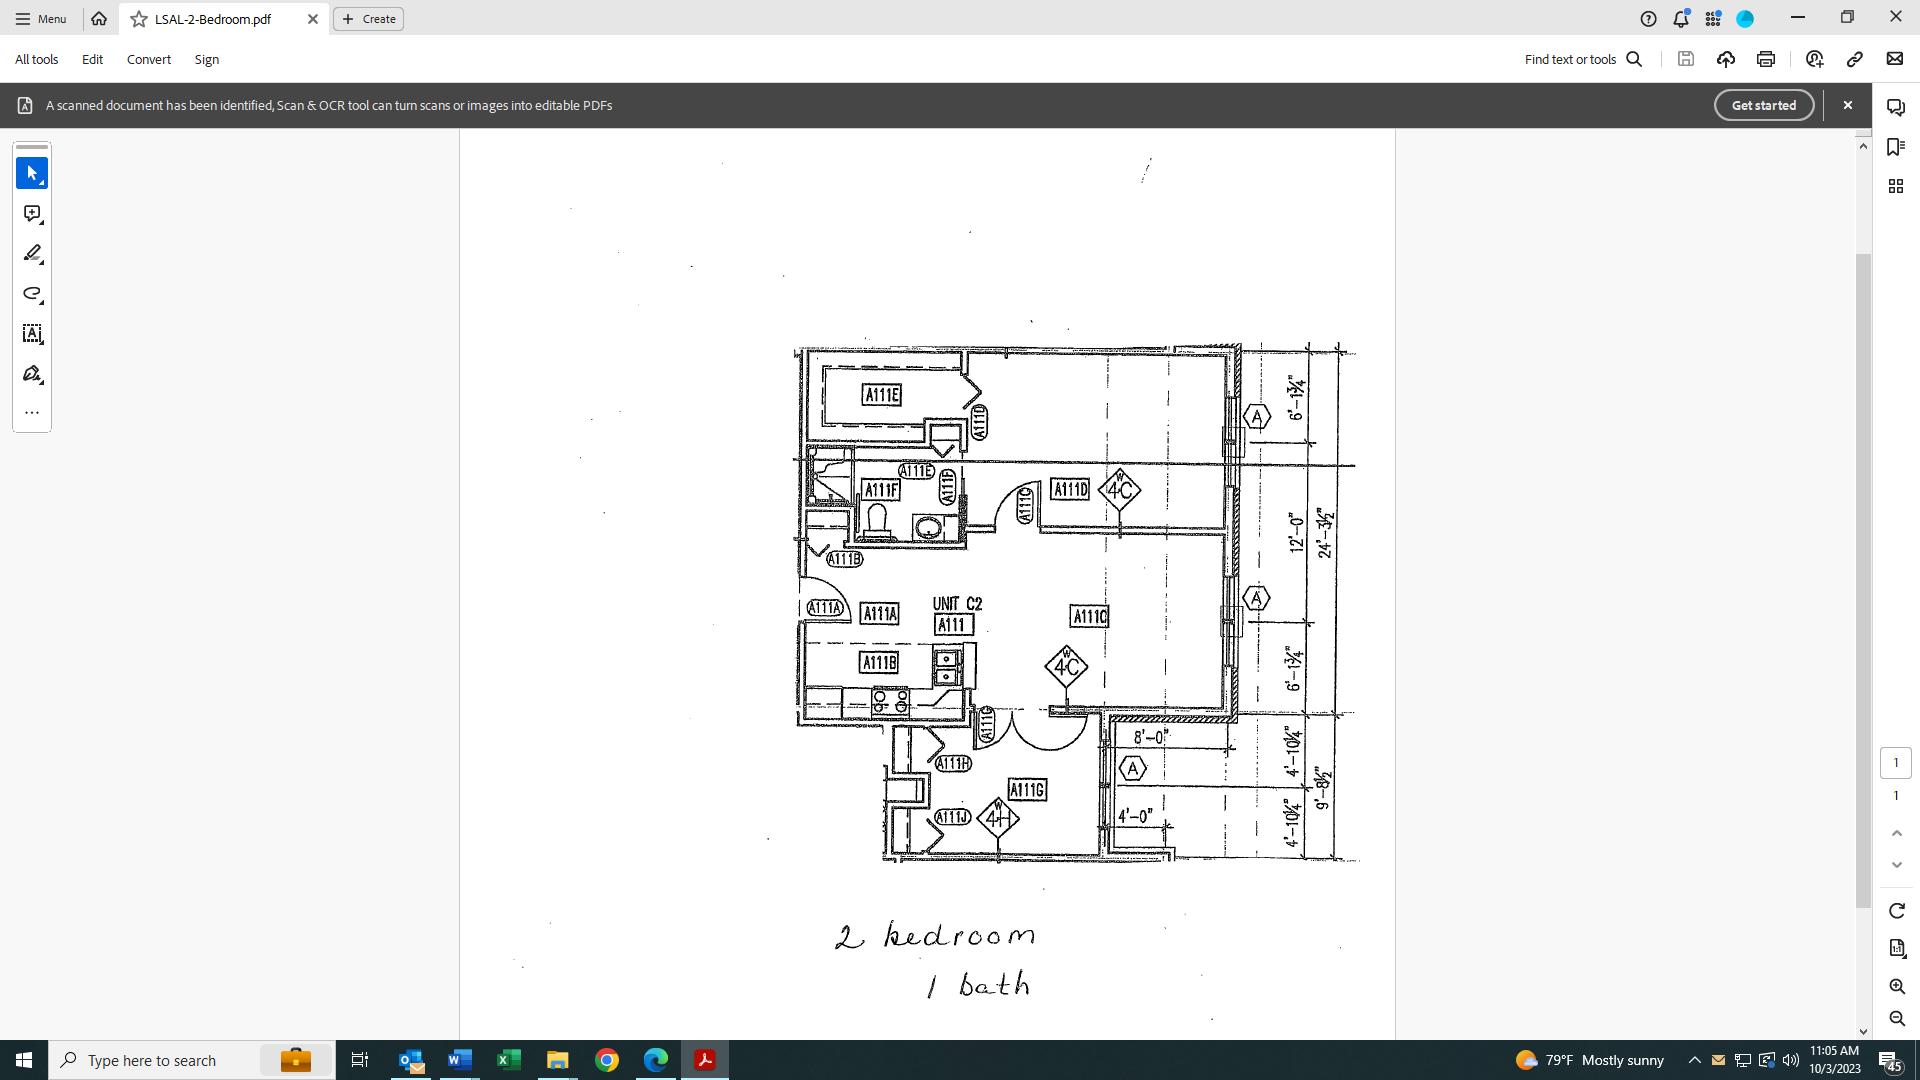 Menu
LSAL-2-Bedroom.pdf
Create
All tools
Edit
Convert
Sign
Find text or tools
A scanned document has been identified, Scan & OCR tool can turn scans or images into editable PDFs
Get started
A111E
A111D
6'-1¾"
A
A111E
A111F
A111F
A111C
A111D
W
4C
12'-0"
24'-3½"
A111B
A111A
A111A
UNIT C2
A111
A111C
A
A111B
W
4C
6'-1¾"
A111G
8'-0"
A111H
A
4'-10¼"
A111G
9'-8½"
A111J
W
4H
4'-0"
4'-10¼"
2 bedroom
1 bath
1
1
Type here to search
79°F Mostly sunny
11:05 AM
10/3/2023
45